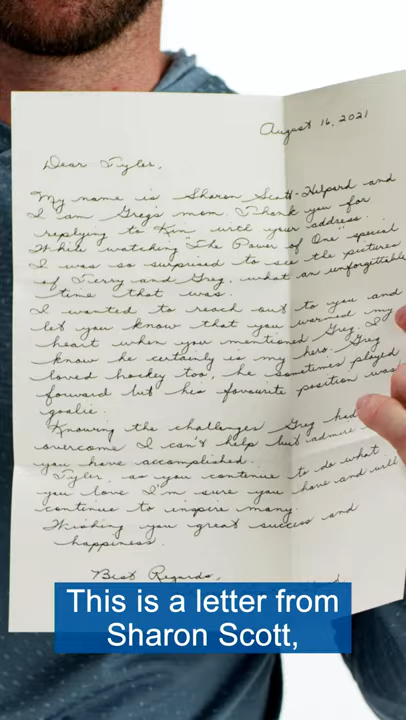 August 16, 2021
Dear Tyler,
My name is Sharon Scott-Hilperd and
I am Greg's mom. Thank you for
replying to Kim with your address.
While watching "The Power of One" special
I was so surprised to see the pictures
of Terry and Greg, what an unforgittable
time that was.
I wanted to reach out to you and
let you know that you warmed my
heart when you mentioned Greg. I
know he certainly is my hero. Greg
loved hockey too, he sometimes played
forward but his favourite position was
goalie.
Knowing the challenges Greg had
overcome I can't help but admire
you have accomplished.
Tyler, as you continue to do what
you love I'm sure you have and will
continue to inspire many.
Wishing you great success and
happiness.
Best Regards,
This is a letter from
Sharon Scott,